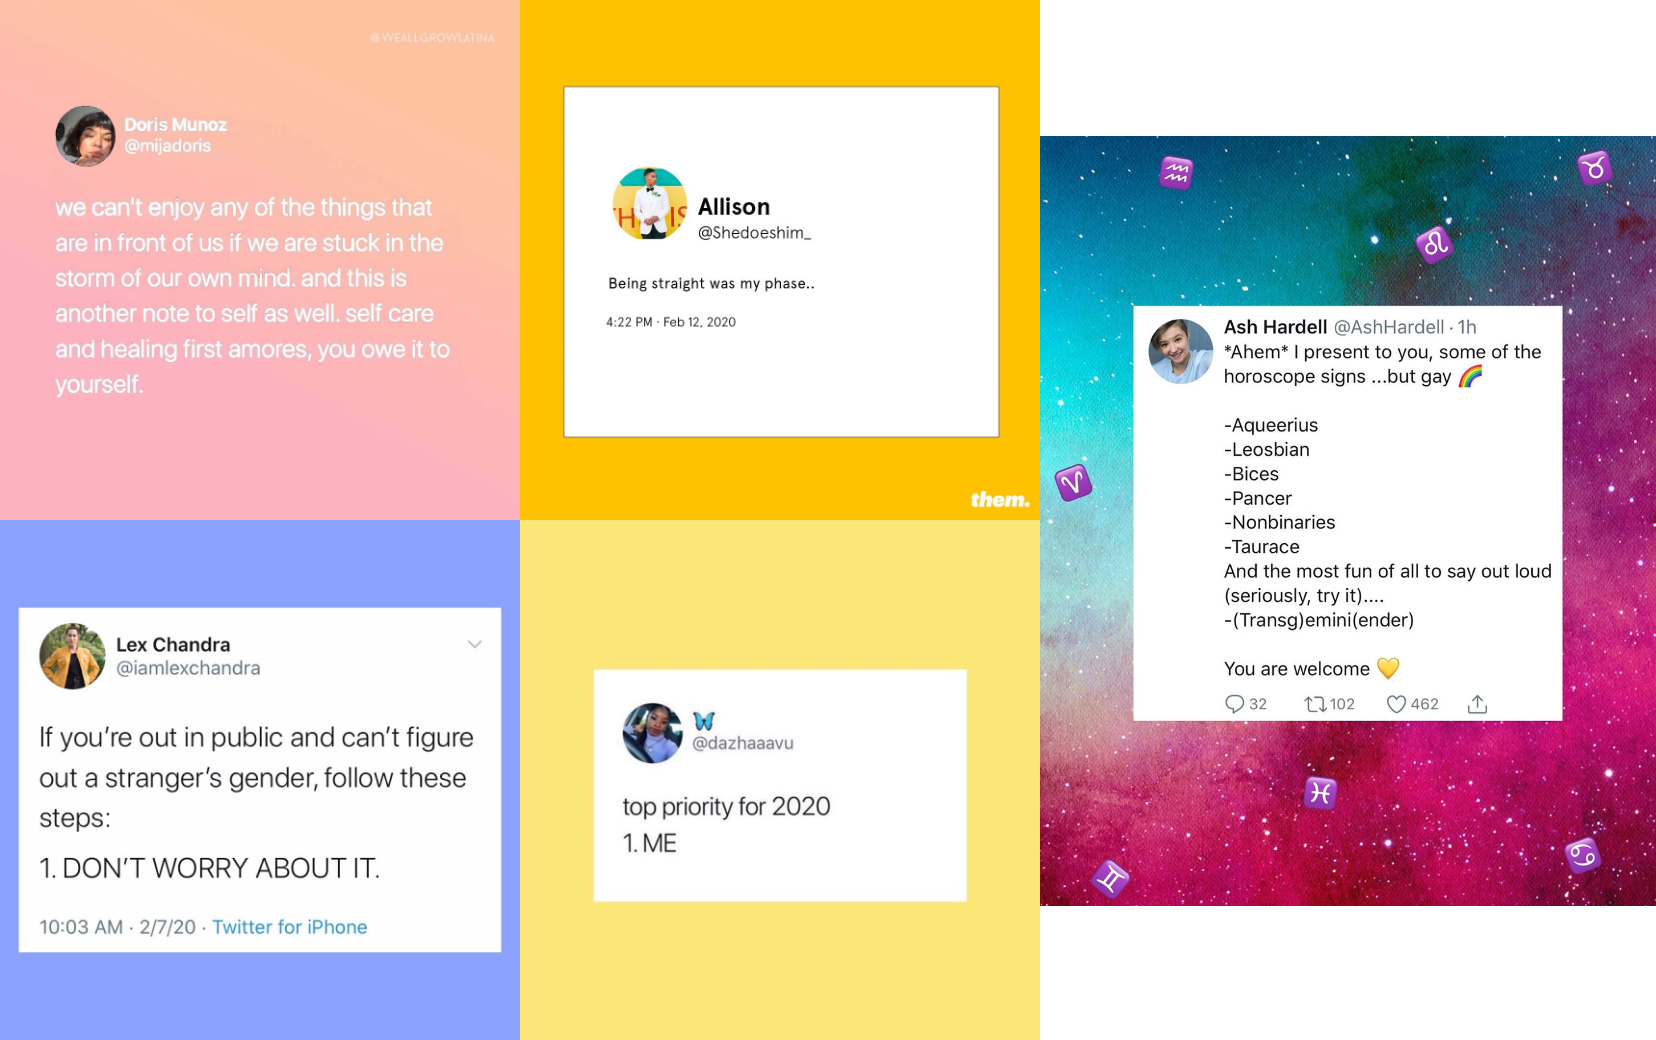 @WEALLGROWLATINA
Doris Munoz
@mijadoris
we can't enjoy any of the things that
are in front of us if we are stuck in the
storm of our own mind. and this is
another note to self as well. self care
and healing first amores, you owe it to
yourself.
Allison
@Shedoeshim_
Being straight was my phase..
4:22 PM · Feb 12, 2020
them.
Lex Chandra
@iamlexchandra
If you're out in public and can't figure
out a stranger's gender, follow these
steps:
1. DON'T WORRY ABOUT IT.
10:03 AM · 2/7/20 · Twitter for iPhone
🦋
@dazhaaavu
top priority for 2020
1. ME
Ash Hardell @AshHardell · 1h
*Ahem* I present to you, some of the
horoscope signs ...but gay 🌈
-Aqueerius
-Leosbian
-Bices
-Pancer
-Nonbinaries
-Taurace
And the most fun of all to say out loud
(seriously, try it)....
-(Transg)emini(ender)
You are welcome 💛
32 102 462